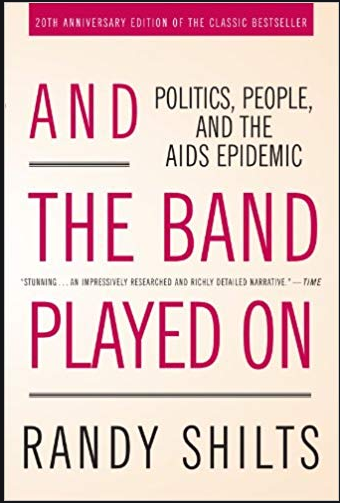 20TH ANNIVERSARY EDITION OF THE CLASSIC BESTSELLER
AND
POLITICS, PEOPLE,
AND THE
AIDS EPIDEMIC
THE BAND
"STUNNING . . . AN IMPRESSIVELY RESEARCHED AND RICHLY DETAILED NARRATIVE." —TIME
PLAYED ON
RANDY SHILTS